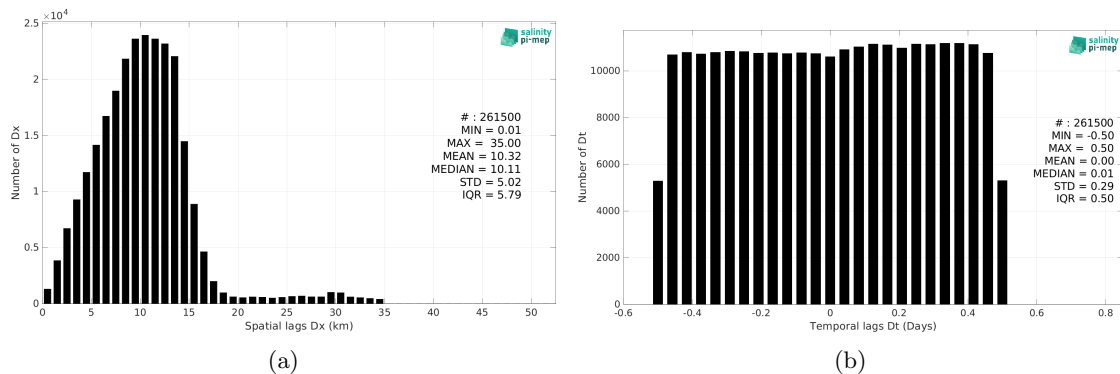 ×10⁴
2.5
2
1.5
1
0.5
0
Number of Dx
salinity
pi-mep
# : 261500
MIN = 0.01
MAX = 35.00
MEAN = 10.32
MEDIAN = 10.11
STD = 5.02
IQR = 5.79
0 5 10 15 20 25 30 35 40 45 50
Spatial lags Dx (km)
(a)
10000
8000
6000
4000
2000
0
Number of Dt
salinity
pi-mep
# : 261500
MIN = -0.50
MAX = 0.50
MEAN = 0.00
MEDIAN = 0.01
STD = 0.29
IQR = 0.50
-0.6 -0.4 -0.2 0 0.2 0.4 0.6 0.8
Temporal lags Dt (Days)
(b)